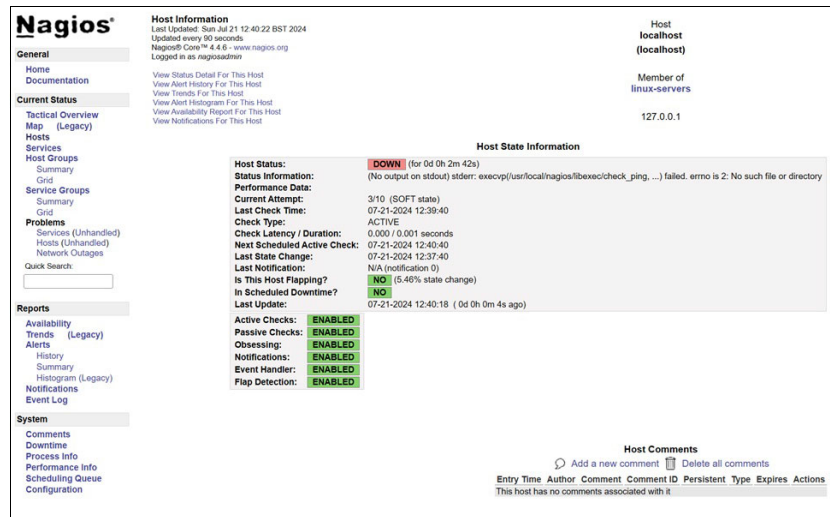 Nagios®
General
Home
Documentation
Current Status
Tactical Overview
Map (Legacy)
Hosts
Services
Host Groups
Summary
Grid
Service Groups
Summary
Grid
Problems
Services (Unhandled)
Hosts (Unhandled)
Network Outages
Quick Search:
Reports
Availability
Trends (Legacy)
Alerts
History
Summary
Histogram (Legacy)
Notifications
Event Log
System
Comments
Downtime
Process Info
Performance Info
Scheduling Queue
Configuration
Host Information
Last Updated: Sun Jul 21 12:40:22 BST 2024
Updated every 90 seconds
Nagios® Core™ 4.4.6 - www.nagios.org
Logged in as nagiosadmin
View Status Detail For This Host
View Alert History For This Host
View Trends For This Host
View Alert Histogram For This Host
View Availability Report For This Host
View Notifications For This Host
Host
localhost
(localhost)
Member of
linux-servers
127.0.0.1
Host State Information
Host Status: DOWN (for 0d 0h 2m 42s)
Status Information: (No output on stdout) stderr: execvp(/usr/local/nagios/libexec/check_ping, ...) failed. errno is 2: No such file or directory
Performance Data:
Current Attempt: 3/10 (SOFT state)
Last Check Time: 07-21-2024 12:39:40
Check Type: ACTIVE
Check Latency / Duration: 0.000 / 0.001 seconds
Next Scheduled Active Check: 07-21-2024 12:40:40
Last State Change: 07-21-2024 12:37:40
Last Notification: N/A (notification 0)
Is This Host Flapping? NO (5.46% state change)
In Scheduled Downtime? NO
Last Update: 07-21-2024 12:40:18 ( 0d 0h 0m 4s ago)
Active Checks: ENABLED
Passive Checks: ENABLED
Obsessing: ENABLED
Notifications: ENABLED
Event Handler: ENABLED
Flap Detection: ENABLED
Host Comments
Add a new comment Delete all comments
Entry Time Author Comment Comment ID Persistent Type Expires Actions
This host has no comments associated with it